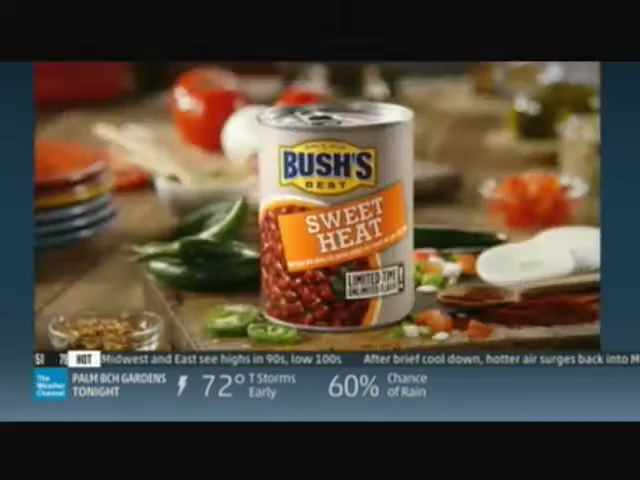 BUSH'S
BEST
SWEET
HEAT
LIMITED TIME
51 78 HOT Midwest and East see highs in 90s, low 100s After brief cool down, hotter air surges back into M
The
Weather
Channel
PALM BCH GARDENS
TONIGHT
72° T Storms
Early
60% Chance
of Rain